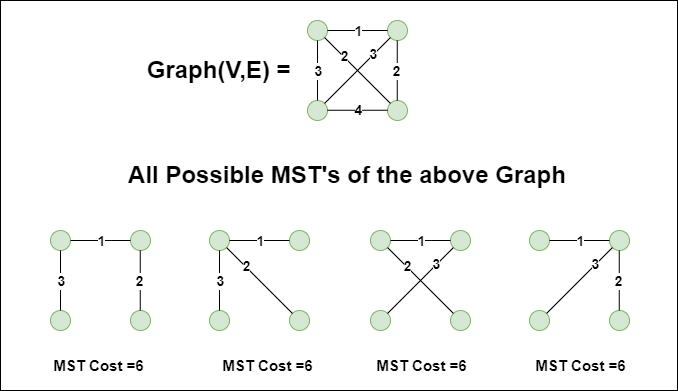 1
Graph(V,E) =
3 2 3 2
4
All Possible MST's of the above Graph
1 1 1 1
3 2 3 2 2 3 3 2
MST Cost =6 MST Cost =6 MST Cost =6 MST Cost =6